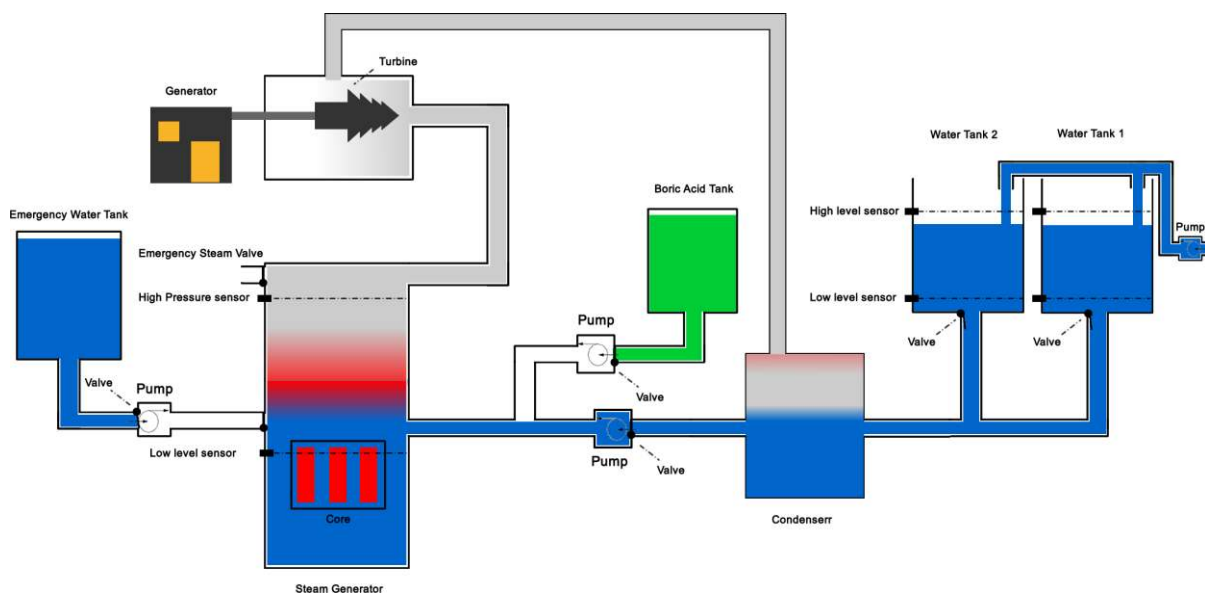 Turbine
Generator
Water Tank 2
Water Tank 1
Boric Acid Tank
Emergency Water Tank
High level sensor
Pump
Emergency Steam Valve
High Pressure sensor
Low level sensor
Pump
Valve
Valve
Valve
Pump
Valve
Low level sensor
Pump
Valve
Core
Condenserr
Steam Generator